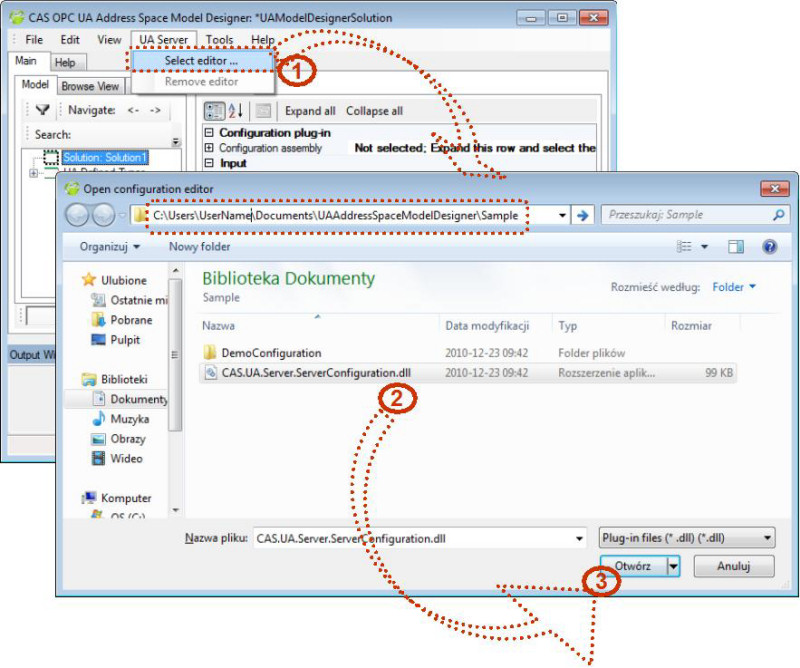 CAS OPC UA Address Space Model Designer: *UAModelDesignerSolution
File Edit View UA Server Tools Help
Main Help
Select editor ...
1
Remove editor
Model Browse View
Navigate: <- ->
Expand all Collapse all
Search:
Configuration plug-in
Configuration assembly Not selected; Expand this row and select the
Solution: Solution1
Input
UA Defined Types
Open configuration editor
C:\Users\UserName\Documents\UAAddressSpaceModelDesigner\Sample
Przeszukaj: Sample
Organizuj Nowy folder
Ulubione
Ostatnie mi
Pobrane
Pulpit
Biblioteki
Dokumenty
Muzyka
Obrazy
Wideo
Komputer
OS (C:)
Output Wi
Biblioteka Dokumenty
Sample
Rozmieść według: Folder
Nazwa Data modyfikacji Typ Rozmiar
DemoConfiguration 2010-12-23 09:42 Folder plików
CAS.UA.Server.ServerConfiguration.dll 2010-12-23 09:42 Rozszerzenie aplik... 99 KB
2
Nazwa pliku: CAS.UA.Server.ServerConfiguration.dll Plug-in files (* .dll) (*.dll)
Otwórz Anuluj
3